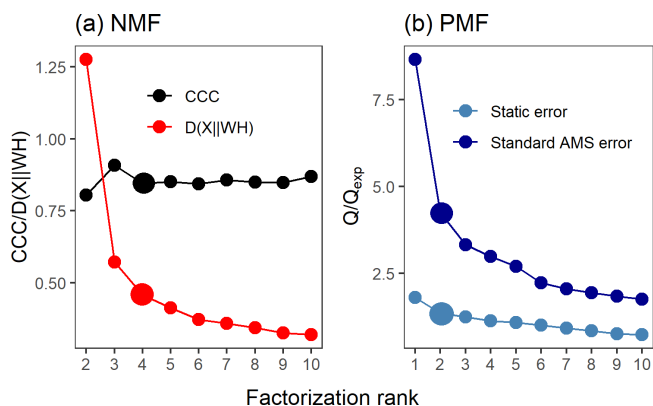 (a) NMF
(b) PMF
CCC/D(X||WH)
1.25
1.00
0.75
0.50
CCC
D(X||WH)
2 3 4 5 6 7 8 9 10
Q/Qexp
7.5
5.0
2.5
Static error
Standard AMS error
1 2 3 4 5 6 7 8 9 10
Factorization rank